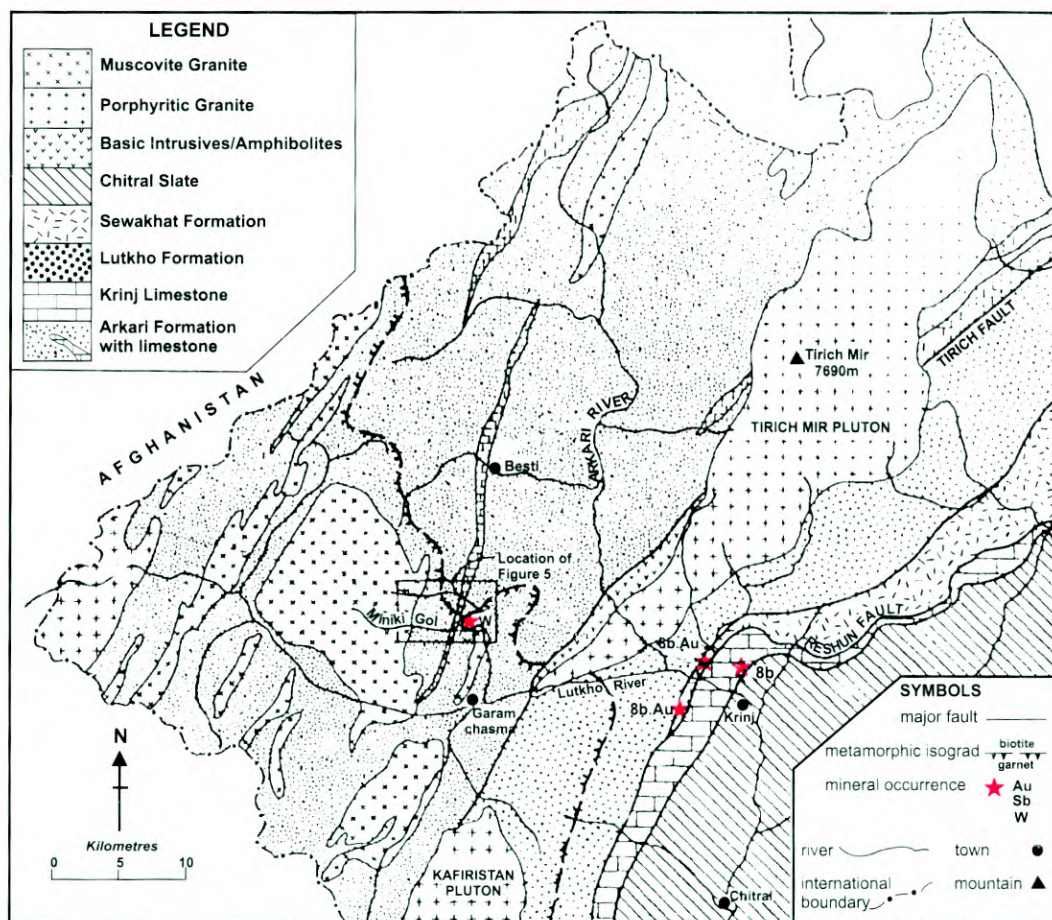 LEGEND
Muscovite Granite
Porphyritic Granite
Basic Intrusives/Amphibolites
Chitral Slate
Sewakhat Formation
Lutkho Formation
Krinj Limestone
Arkari Formation
with limestone
AFGHANISTAN
ARKARI RIVER
Tirich Mir
7690m
TIRICH FAULT
TIRICH MIR PLUTON
Besti
Location of
Figure 5
Miniki Gol
W
RESHUN FAULT
8b.Au
8b
Lutkho River
8b.Au
Krinj
Garam
chasma
KAFIRISTAN
PLUTON
Chitral
N
Kilometres
0 5 10
SYMBOLS
major fault
metamorphic isograd
biotite
garnet
mineral occurrence
Au
Sb
W
river
town
international
boundary
mountain